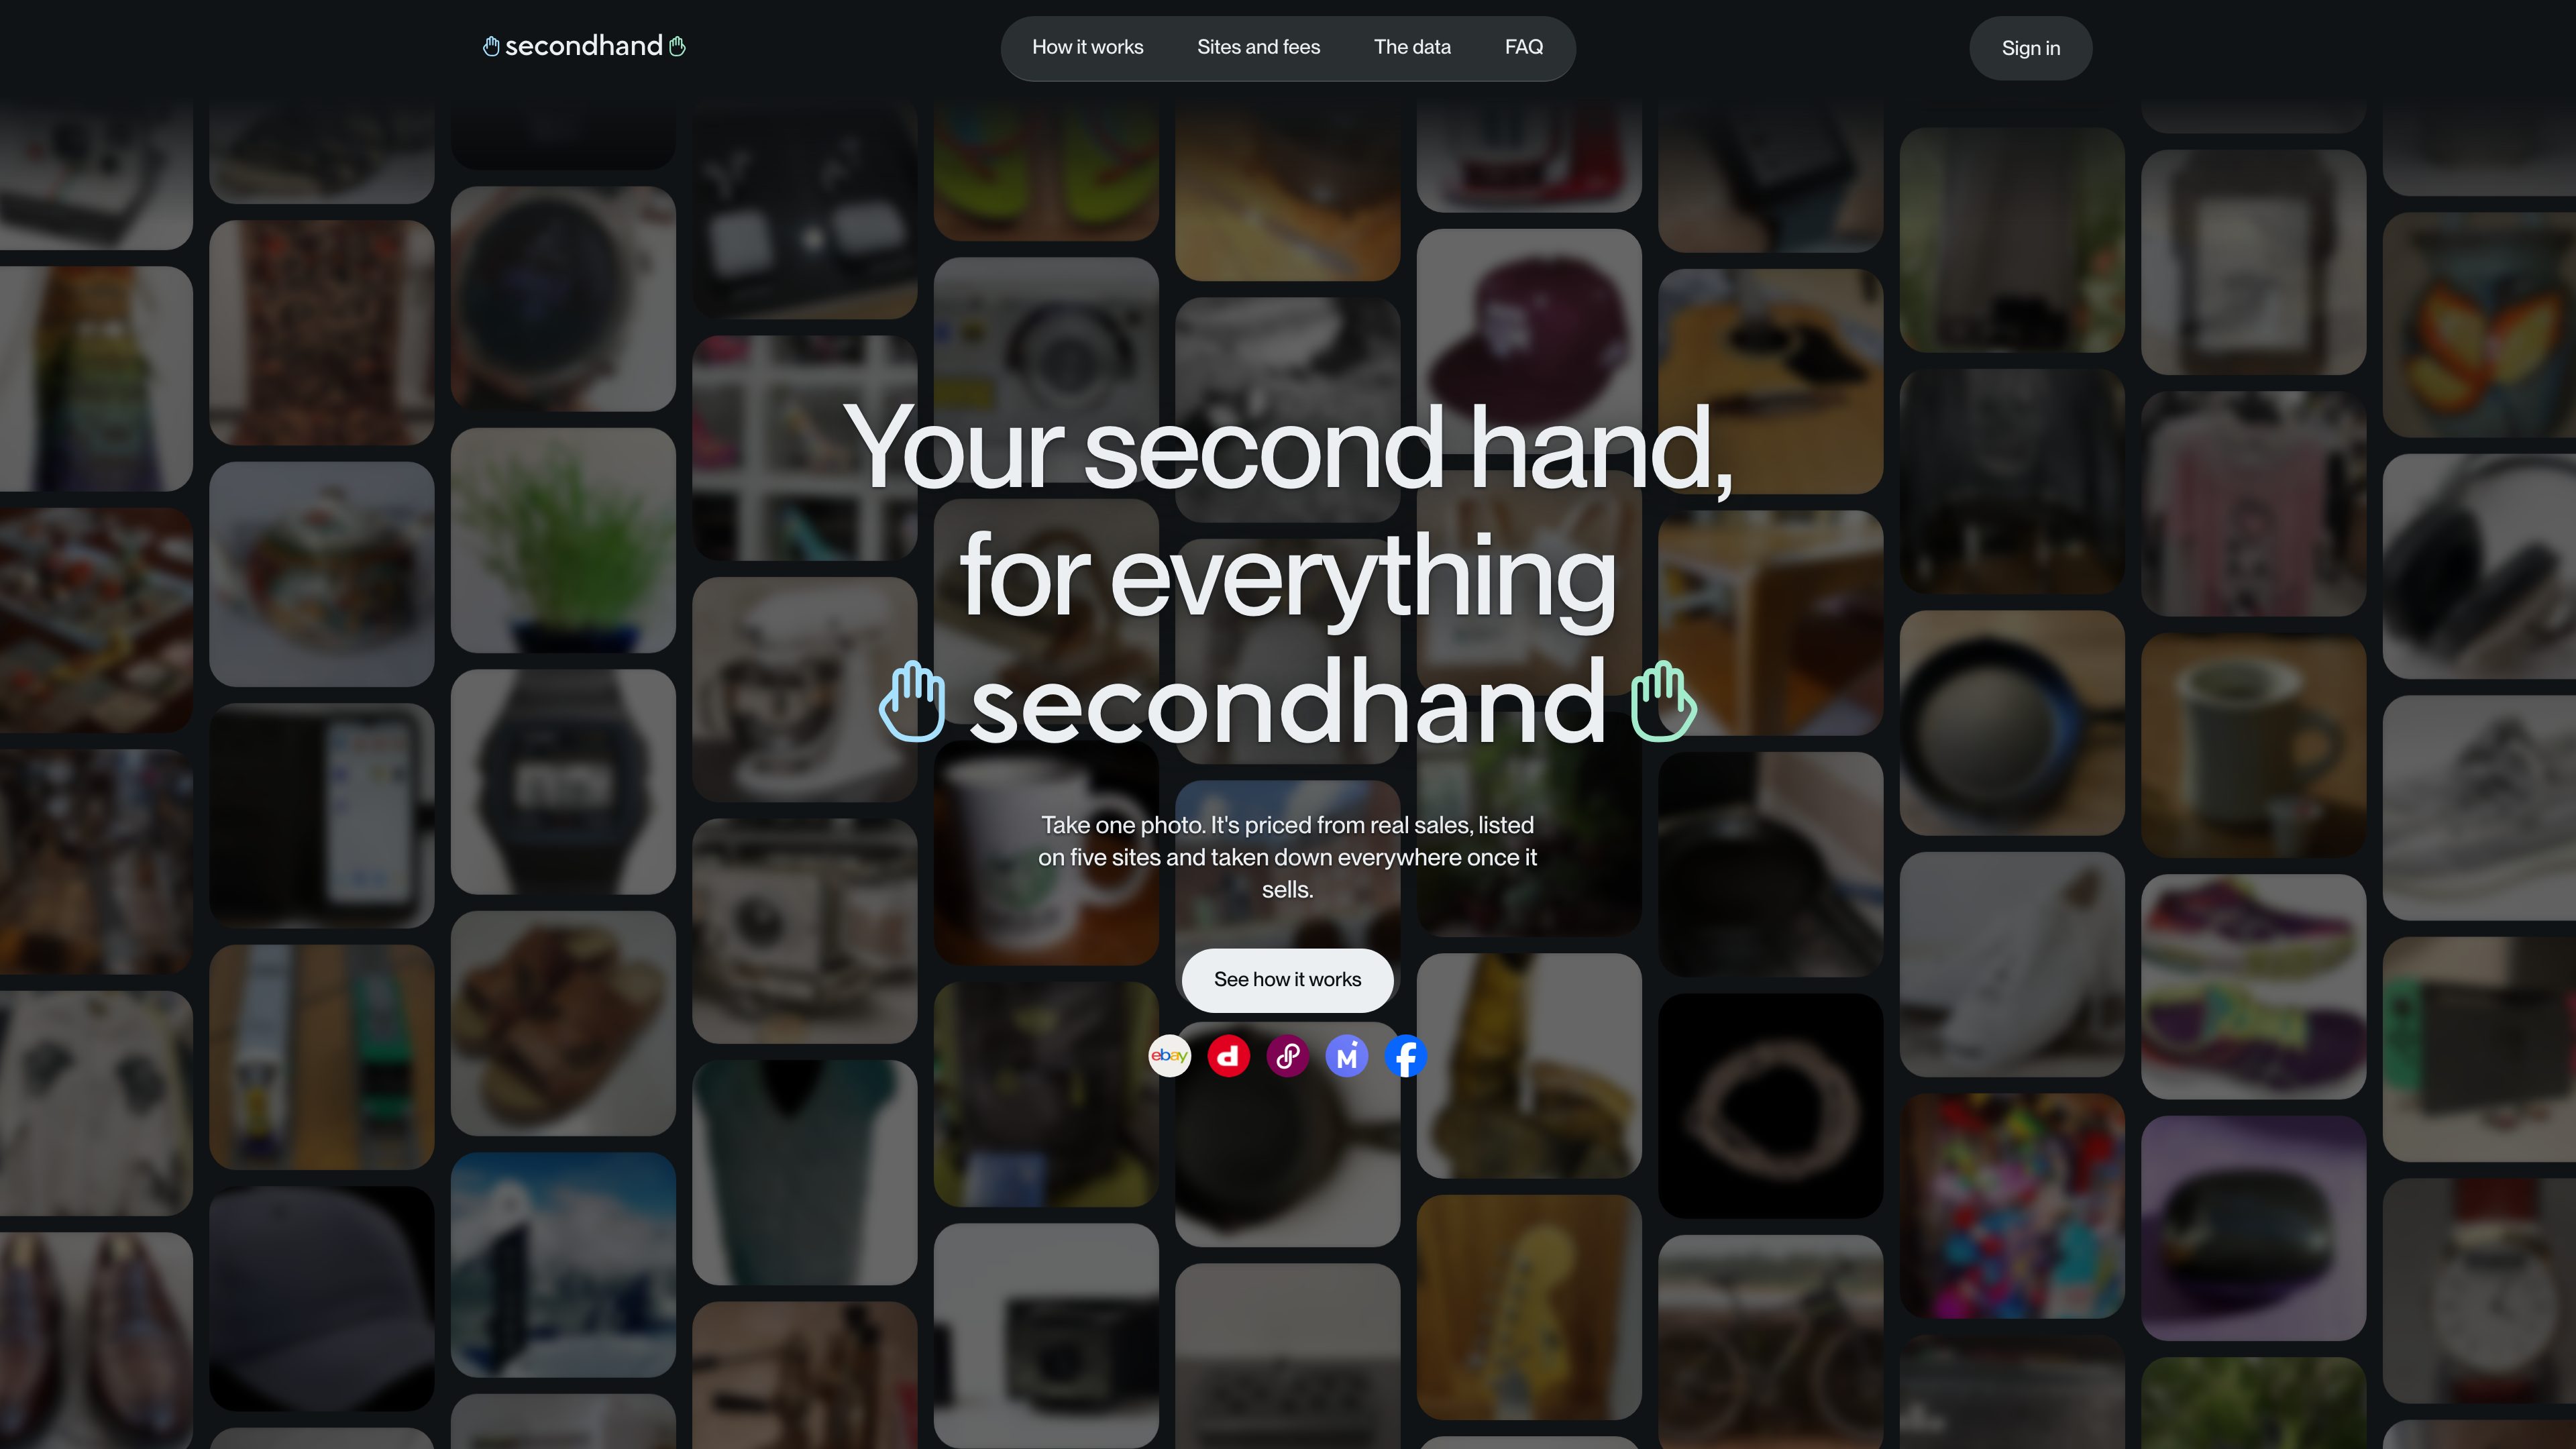 secondhand
How it works
Sites and fees
The data
FAQ
Sign in
Your second hand,
for everything
secondhand
Take one photo. It's priced from real sales, listed
on five sites and taken down everywhere once it
sells.
See how it works
ebay